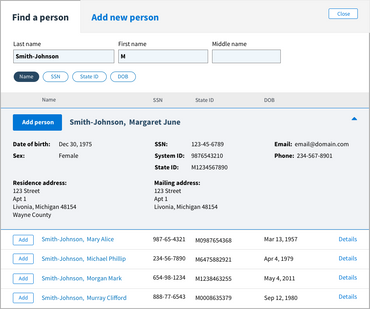 Find a person Add new person Close
Last name First name Middle name
Smith-Johnson M
Name SSN State ID DOB
Name SSN State ID DOB
Add person Smith-Johnson, Margaret June
Date of birth: Dec 30, 1975 SSN: 123-45-6789 Email: email@domain.com
Sex: Female System ID: 9876543210 Phone: 234-567-8901
State ID: M1234567890
Residence address: Mailing address:
123 Street 123 Street
Apt 1 Apt 1
Livonia, Michigan 48154 Livonia, Michigan 48154
Wayne County
Add Smith-Johnson, Mary Alice 987-65-4321 M0987654368 Mar 13, 1957 Details
Add Smith-Johnson, Michael Phillip 234-56-7890 M6475882921 Apr 4, 1979 Details
Add Smith-Johnson, Morgan Mark 654-98-1234 M1238463255 May 4, 2011 Details
Add Smith-Johnson, Murray Clifford 888-77-6543 M0008635379 Sep 12, 1980 Details